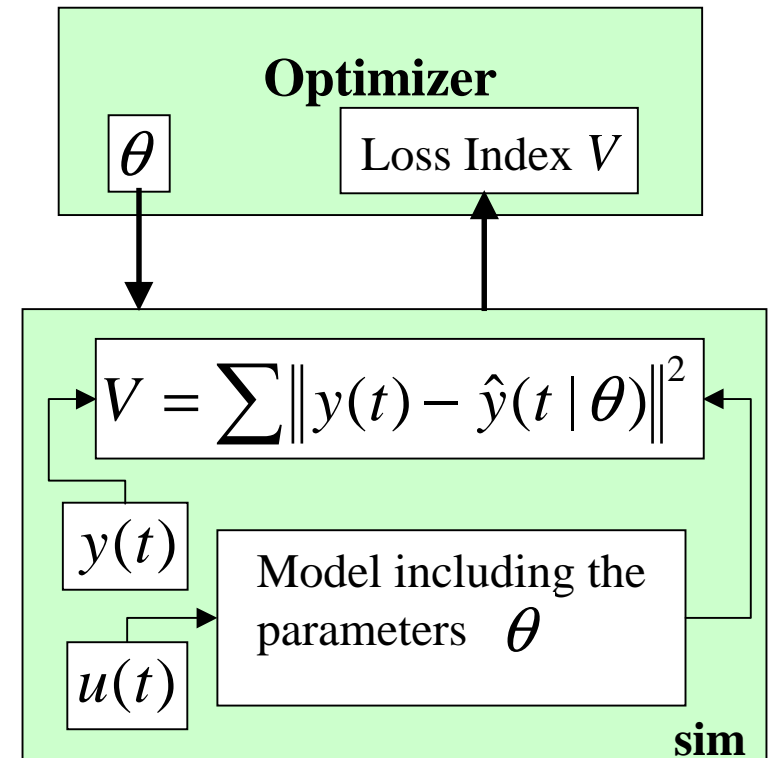 Optimizer
θ
Loss Index V
V = ∑‖y(t) − ŷ(t | θ)‖²
y(t)
Model including the
parameters θ
u(t)
sim